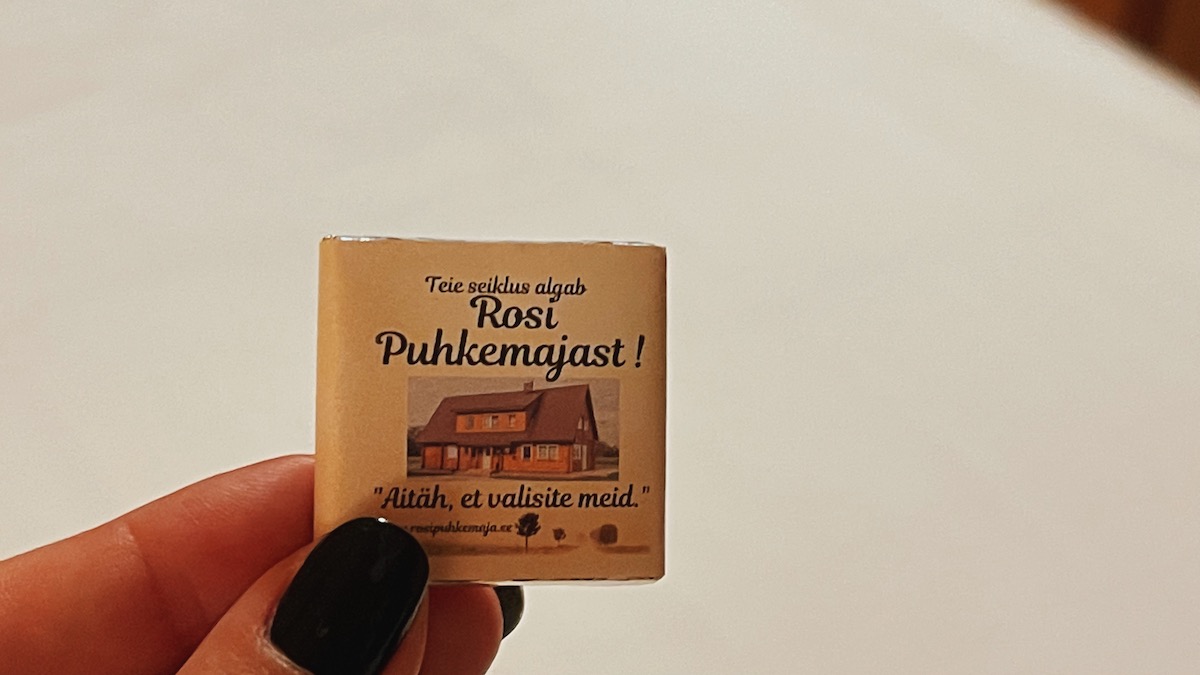 Teie seiklus algab
Rosi
Puhkemajast !
"Aitäh, et valisite meid."
.rosipuhkemaja.ee